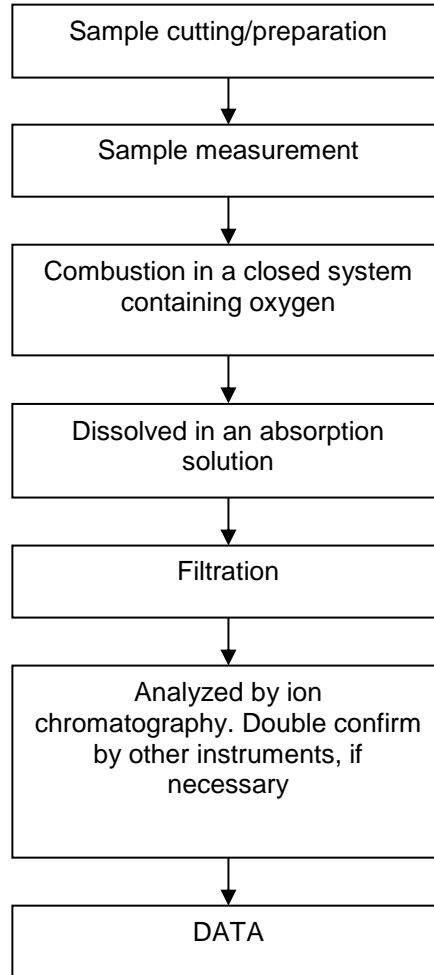 Sample cutting/preparation
Sample measurement
Combustion in a closed system
containing oxygen
Dissolved in an absorption
solution
Filtration
Analyzed by ion
chromatography. Double confirm
by other instruments, if
necessary
DATA